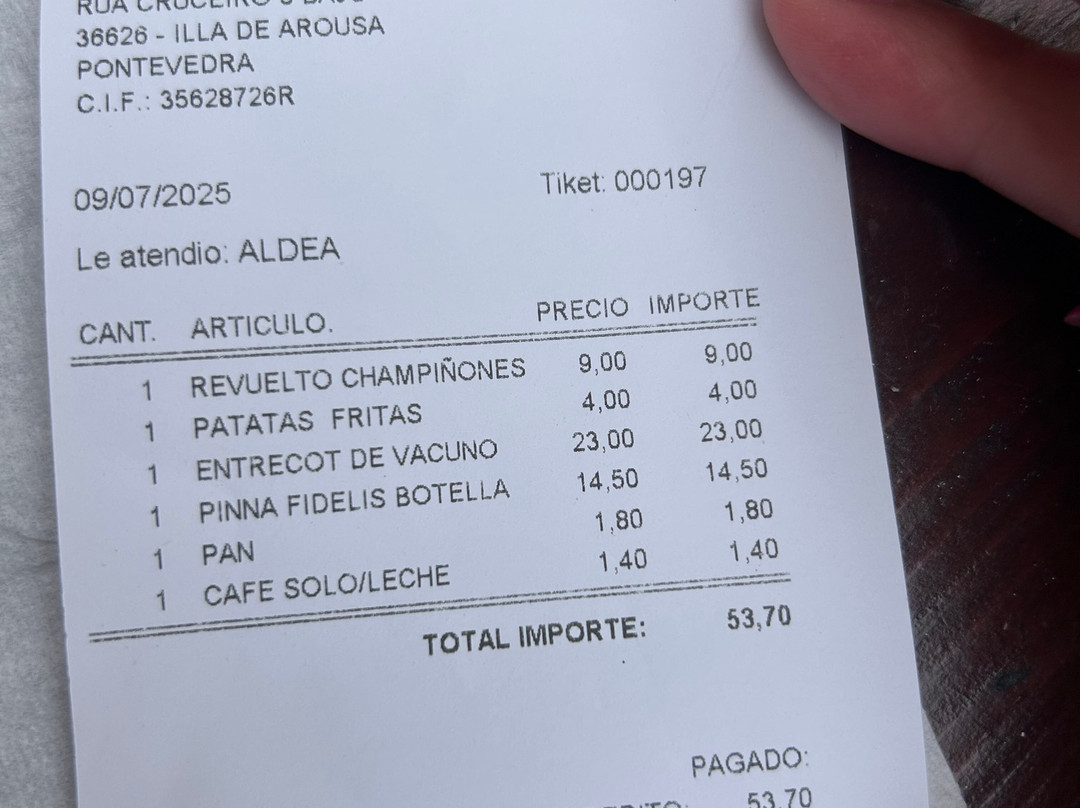 RUA CRUCEIRO
36626 - ILLA DE AROUSA
PONTEVEDRA
C.I.F.: 35628726R
09/07/2025 Tiket: 000197
Le atendio: ALDEA
CANT. ARTICULO. PRECIO IMPORTE
1 REVUELTO CHAMPIÑONES 9,00 9,00
1 PATATAS FRITAS 4,00 4,00
1 ENTRECOT DE VACUNO 23,00 23,00
1 PINNA FIDELIS BOTELLA 14,50 14,50
1 PAN 1,80 1,80
1 CAFE SOLO/LECHE 1,40 1,40
TOTAL IMPORTE: 53,70
PAGADO:
53,70